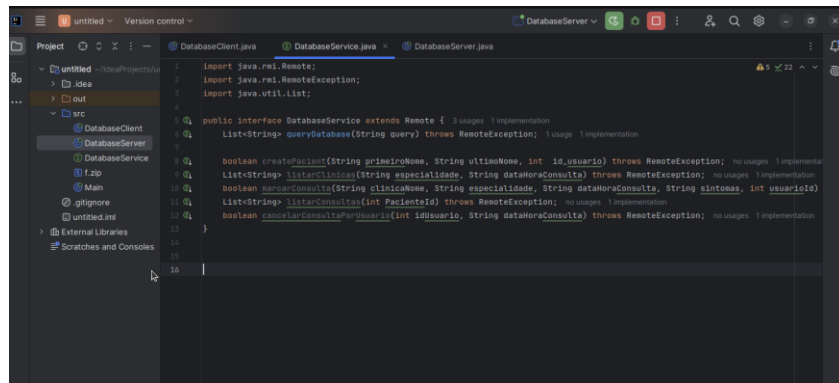 untitled Version control DatabaseServer
Project
DatabaseClient.java DatabaseService.java DatabaseServer.java
untitled ~/IdeaProjects/u
.idea
out
src
DatabaseClient
DatabaseServer
DatabaseService
f.zip
Main
.gitignore
untitled.iml
External Libraries
Scratches and Consoles
5 22
1 import java.rmi.Remote;
2 import java.rmi.RemoteException;
3 import java.util.List;
4
5 public interface DatabaseService extends Remote { 3 usages 1 implementation
6 List<String> queryDatabase(String query) throws RemoteException; 1 usage 1 implementation
7
8 boolean createPacient(String primeiroNome, String ultimoNome, int id_usuario) throws RemoteException; no usages 1 implementa
9 List<String> listarClinicas(String especialidade, String dataHoraConsulta) throws RemoteException; no usages 1 implementation
10 boolean marcarConsulta(String clinicaNome, String especialidade, String dataHoraConsulta, String sintomas, int usuarioId)
11 List<String> listarConsultas(int PacienteId) throws RemoteException; no usages 1 implementation
12 boolean cancelarConsultaPorUsuario(int idUsuario, String dataHoraConsulta) throws RemoteException; no usages 1 implementation
13 }
14
15
16